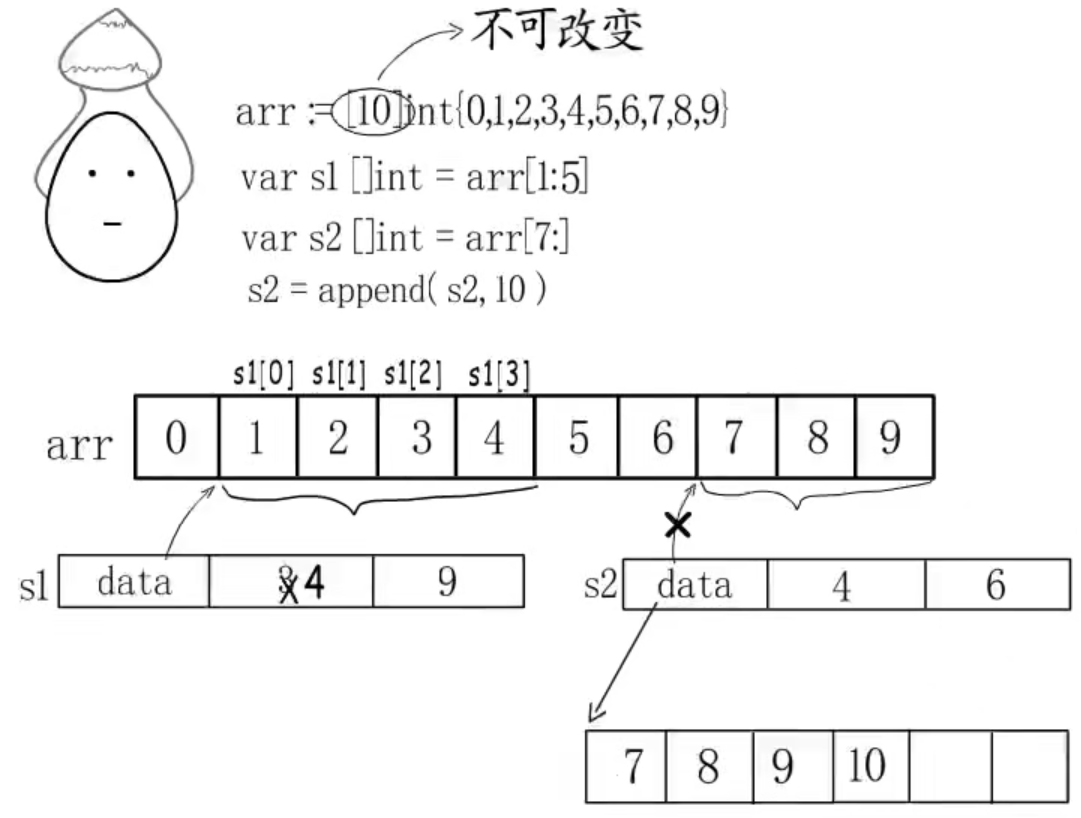 不可改变
arr := [10]int{0,1,2,3,4,5,6,7,8,9}
var s1 []int = arr[1:5]
var s2 []int = arr[7:]
s2 = append( s2, 10 )
s1[0] s1[1] s1[2] s1[3]
arr 0 1 2 3 4 5 6 7 8 9
s1 data 3 4 9
s2 data 4 6
7 8 9 10